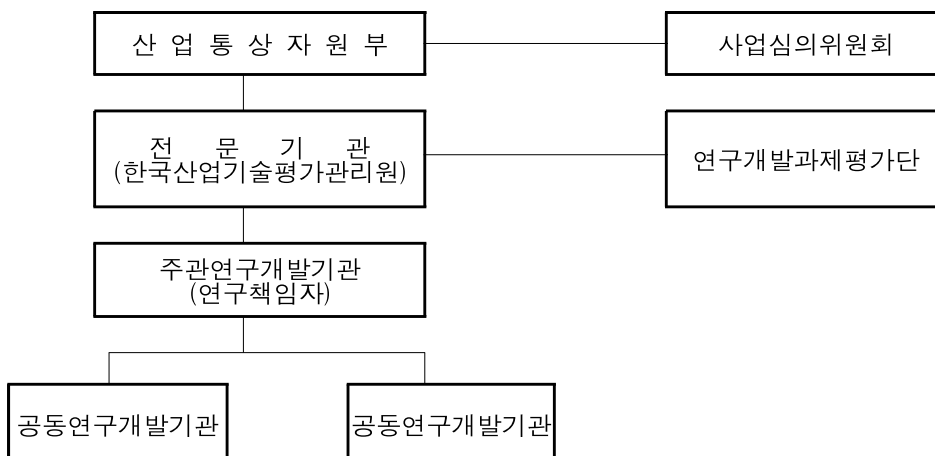 산 업 통 상 자 원 부
사업심의위원회
전 문 기 관
(한국산업기술평가관리원)
연구개발과제평가단
주관연구개발기관
(연구책임자)
공동연구개발기관
공동연구개발기관